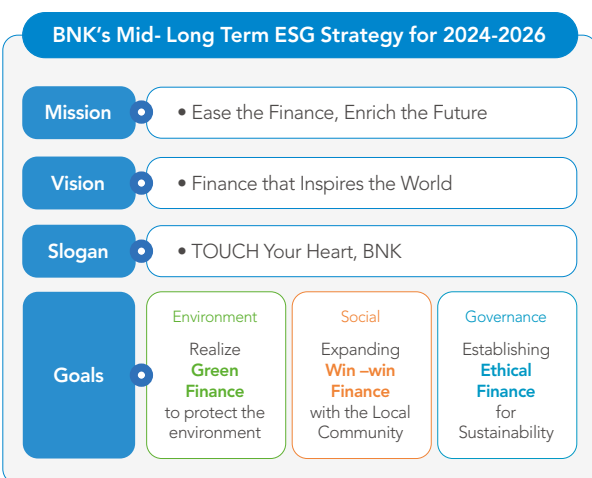 BNK's Mid- Long Term ESG Strategy for 2024-2026
Mission
• Ease the Finance, Enrich the Future
Vision
• Finance that Inspires the World
Slogan
• TOUCH Your Heart, BNK
Goals
Environment
Realize
Green
Finance
to protect the
environment
Social
Expanding
Win –win
Finance
with the Local
Community
Governance
Establishing
Ethical
Finance
for
Sustainability